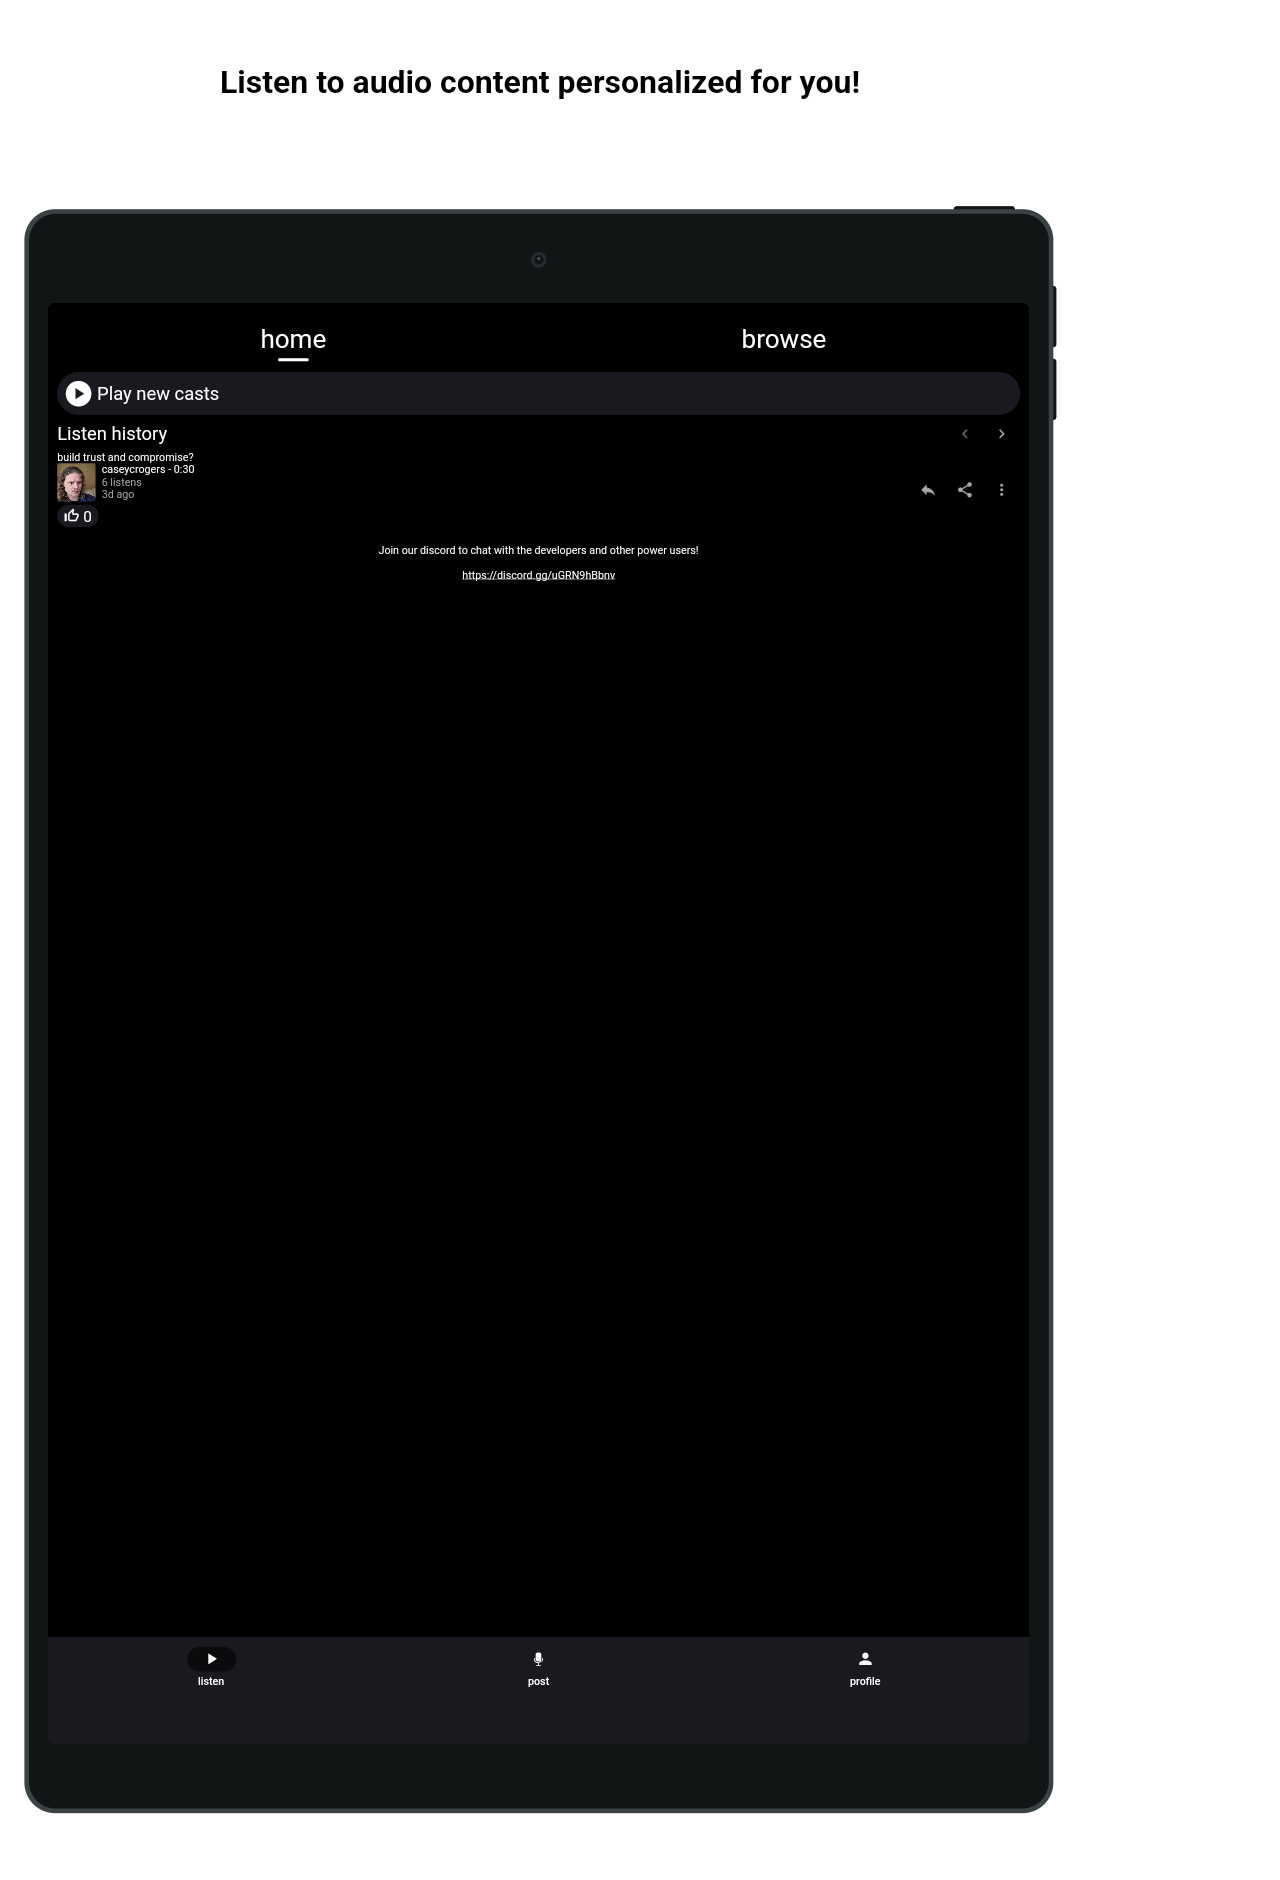 Listen to audio content personalized for you!
home
browse
Play new casts
Listen history
build trust and compromise?
caseycrogers - 0:30
6 listens
3d ago
0
Join our discord to chat with the developers and other power users!
https://discord.gg/uGRN9hBbnv
listen
post
profile